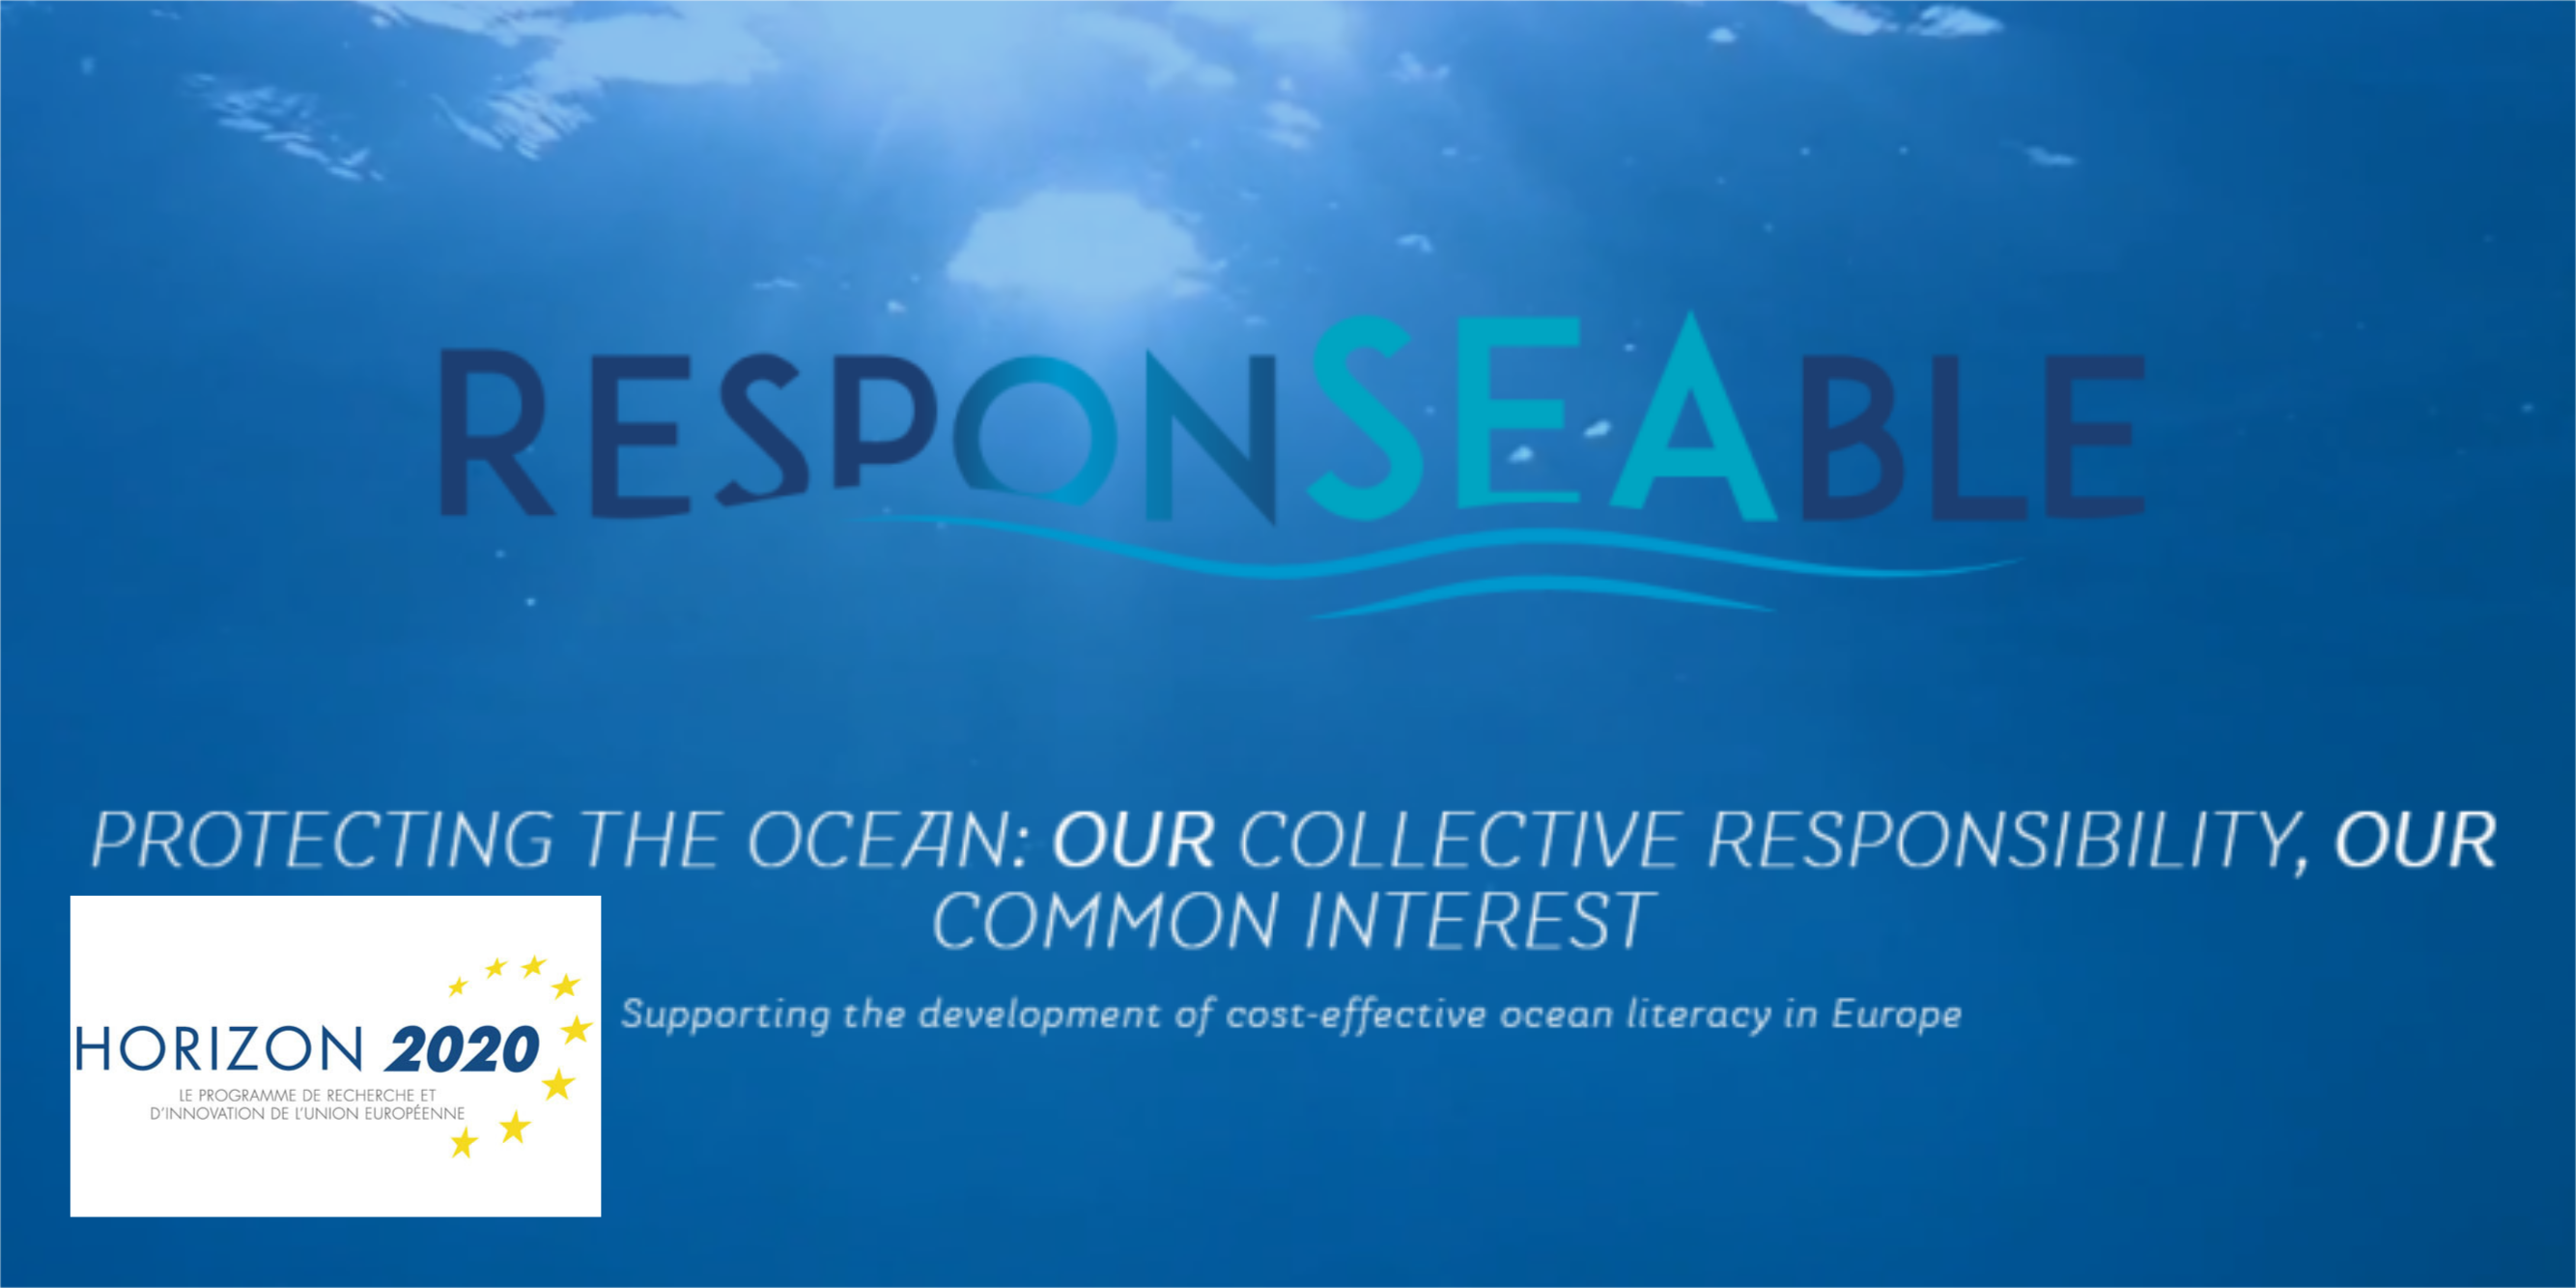 RESPONSEABLE
PROTECTING THE OCEAN: OUR COLLECTIVE RESPONSIBILITY, OUR
COMMON INTEREST
Supporting the development of cost-effective ocean literacy in Europe
HORIZON 2020
LE PROGRAMME DE RECHERCHE ET
D'INNOVATION DE L'UNION EUROPÉENNE